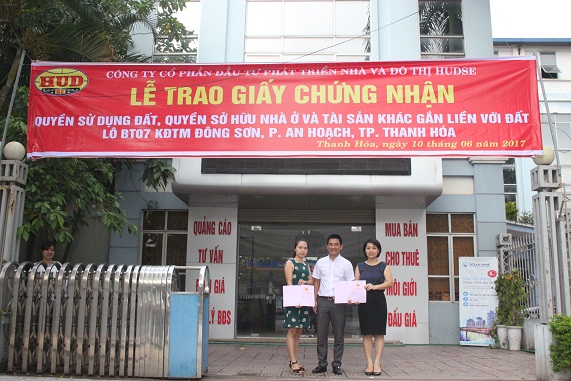 HUD
CÔNG TY CỔ PHẦN ĐẦU TƯ PHÁT TRIỂN NHÀ VÀ ĐÔ THỊ HUDSE
LỄ TRAO GIẤY CHỨNG NHẬN
QUYỀN SỬ DỤNG ĐẤT, QUYỀN SỞ HỮU NHÀ Ở VÀ TÀI SẢN KHÁC GẮN LIỀN VỚI ĐẤT
LÔ BT07 KĐTM ĐÔNG SƠN, P. AN HOẠCH, TP. THANH HÓA
Thanh Hóa, ngày 10 tháng 06 năm 2017
QUẢNG CÁO
TƯ VẤN
GIÁ
LÝ BĐS
MUA BÁN
CHO THUÊ
GIỚI
ĐẤU GIÁ